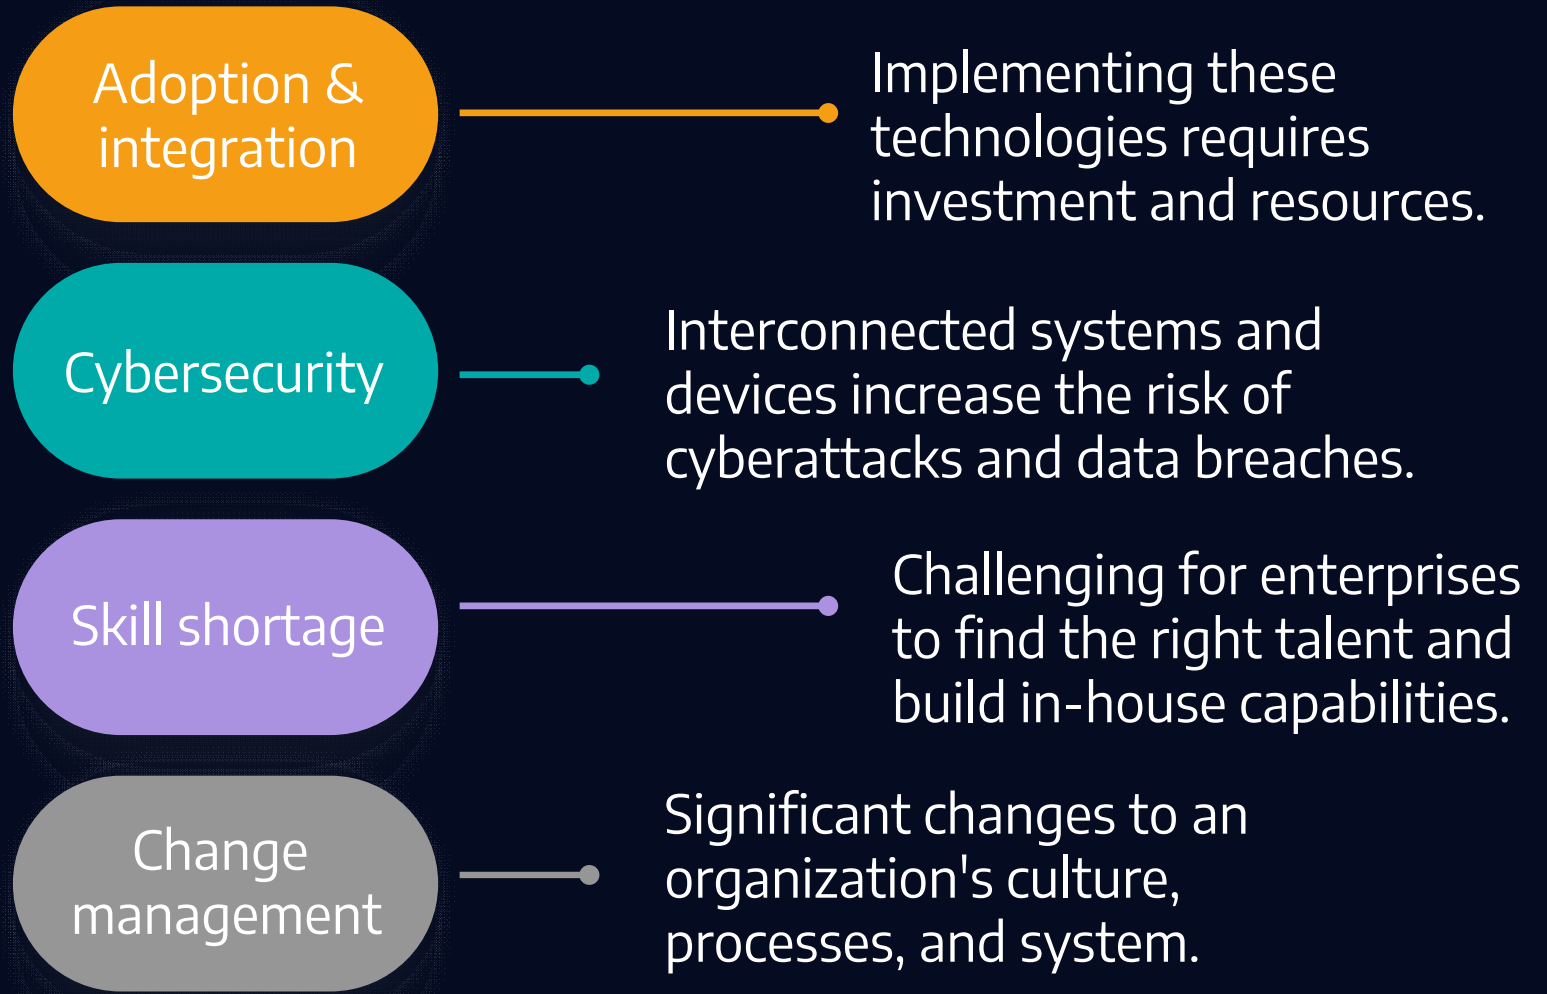 Adoption &
integration
Implementing these
technologies requires
investment and resources.
Cybersecurity
Interconnected systems and
devices increase the risk of
cyberattacks and data breaches.
Skill shortage
Challenging for enterprises
to find the right talent and
build in-house capabilities.
Change
management
Significant changes to an
organization's culture,
processes, and system.